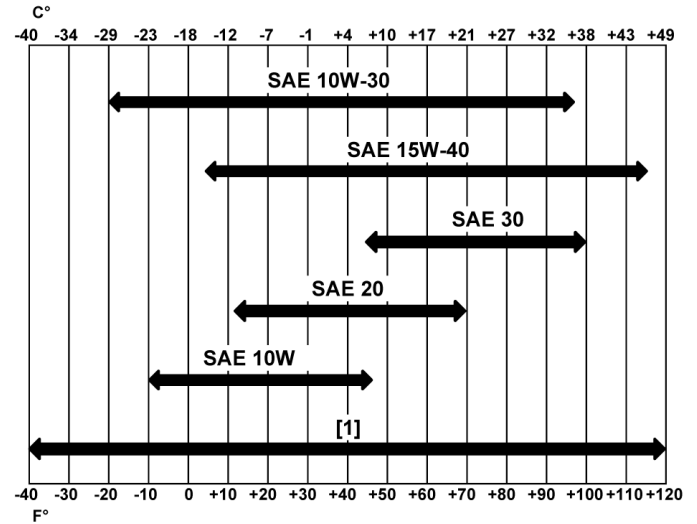 C°
-40 -34 -29 -23 -18 -12 -7 -1 +4 +10 +17 +21 +27 +32 +38 +43 +49
SAE 10W-30
SAE 15W-40
SAE 30
SAE 20
SAE 10W
[1]
-40 -30 -20 -10 0 +10 +20 +30 +40 +50 +60 +70 +80 +90 +100 +110 +120
F°